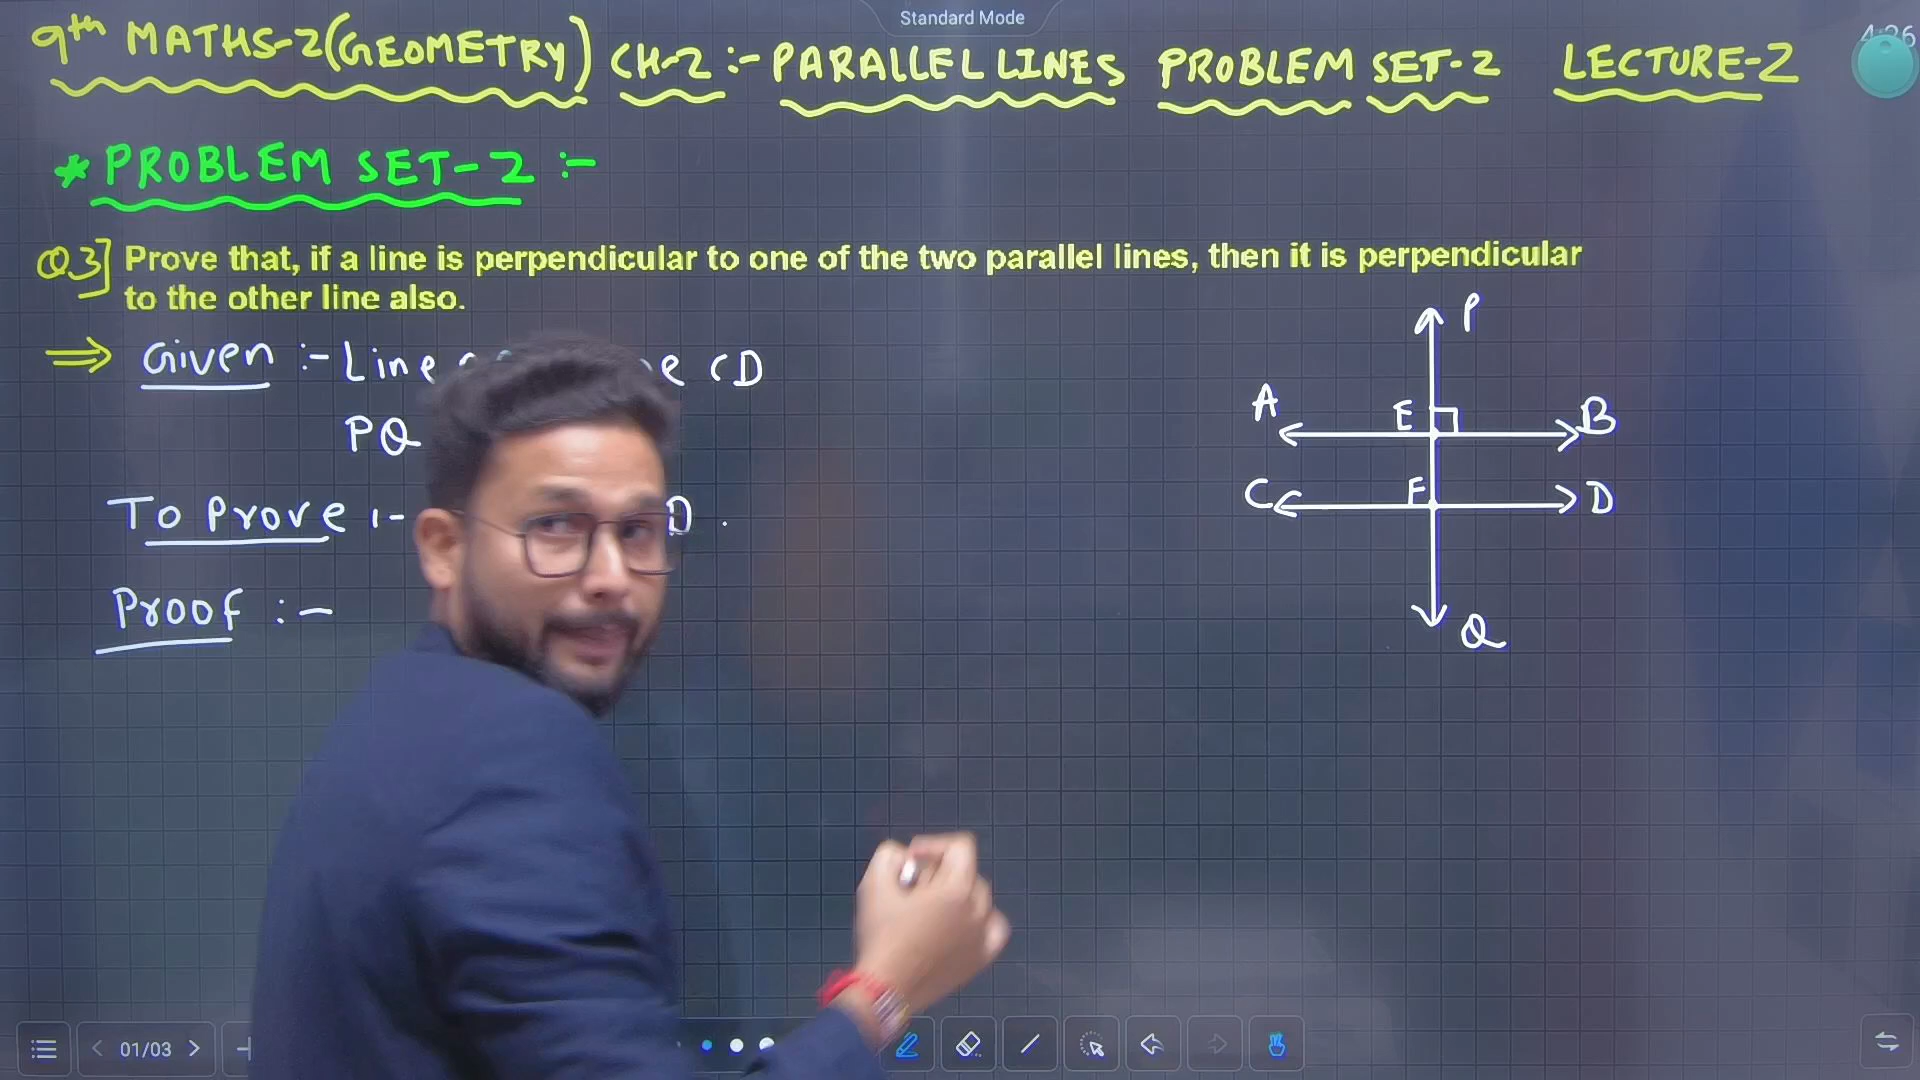 Standard Mode
9th MATHS-2(GEOMETRY) CH-2 :- PARALLEL LINES PROBLEM SET-2 LECTURE-2
* PROBLEM SET-2 :-
Q.3] Prove that, if a line is perpendicular to one of the two parallel lines, then it is perpendicular
to the other line also.
⇒ Given :- Line CD
PQ
To Prove :- D.
Proof :-
P
A E B
C F D
Q
01/03